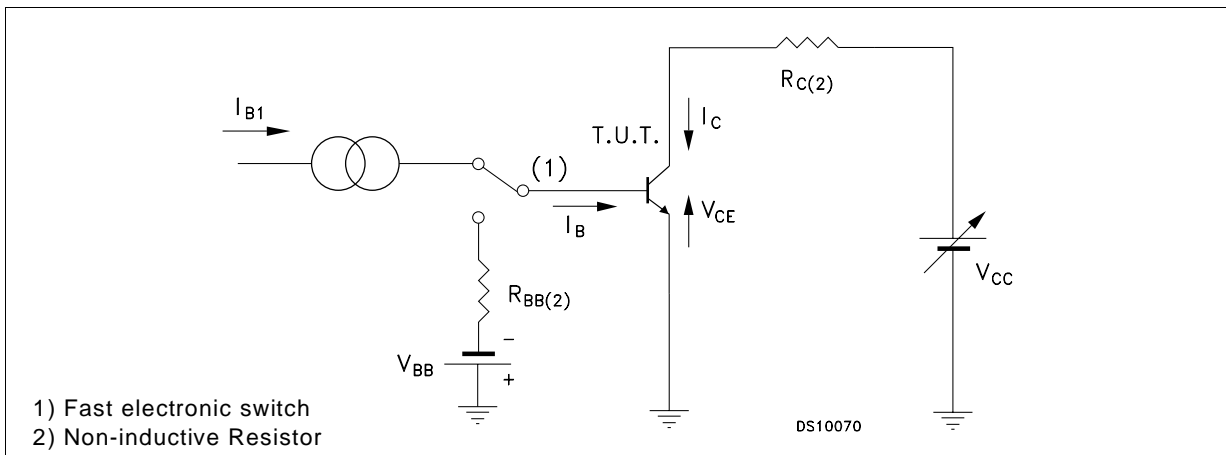 R_C(2)
I_B1
I_C
T.U.T.
(1)
I_B
V_CE
R_BB(2)
V_CC
−
V_BB
+
1) Fast electronic switch
2) Non-inductive Resistor
DS10070